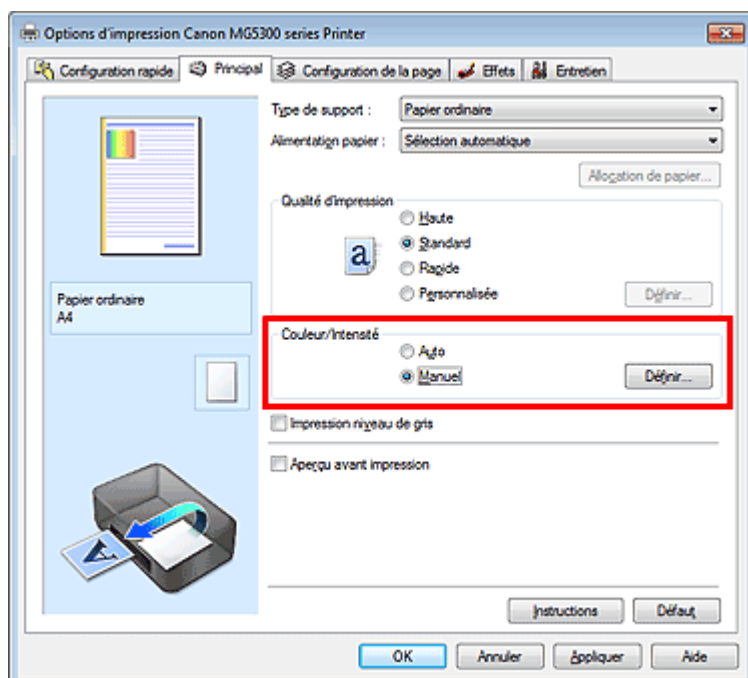 Options d'impression Canon MG5300 series Printer
Configuration rapide Principal Configuration de la page Effets Entretien
Type de support : Papier ordinaire
Alimentation papier : Sélection automatique
Allocation de papier...
Qualité d'impression
Haute
a Standard
Rapide
Personnalisée Définir...
Papier ordinaire
A4
Couleur/Intensité
Auto
Manuel Définir...
Impression niveau de gris
Aperçu avant impression
A
Instructions Défaut
OK Annuler Appliquer Aide